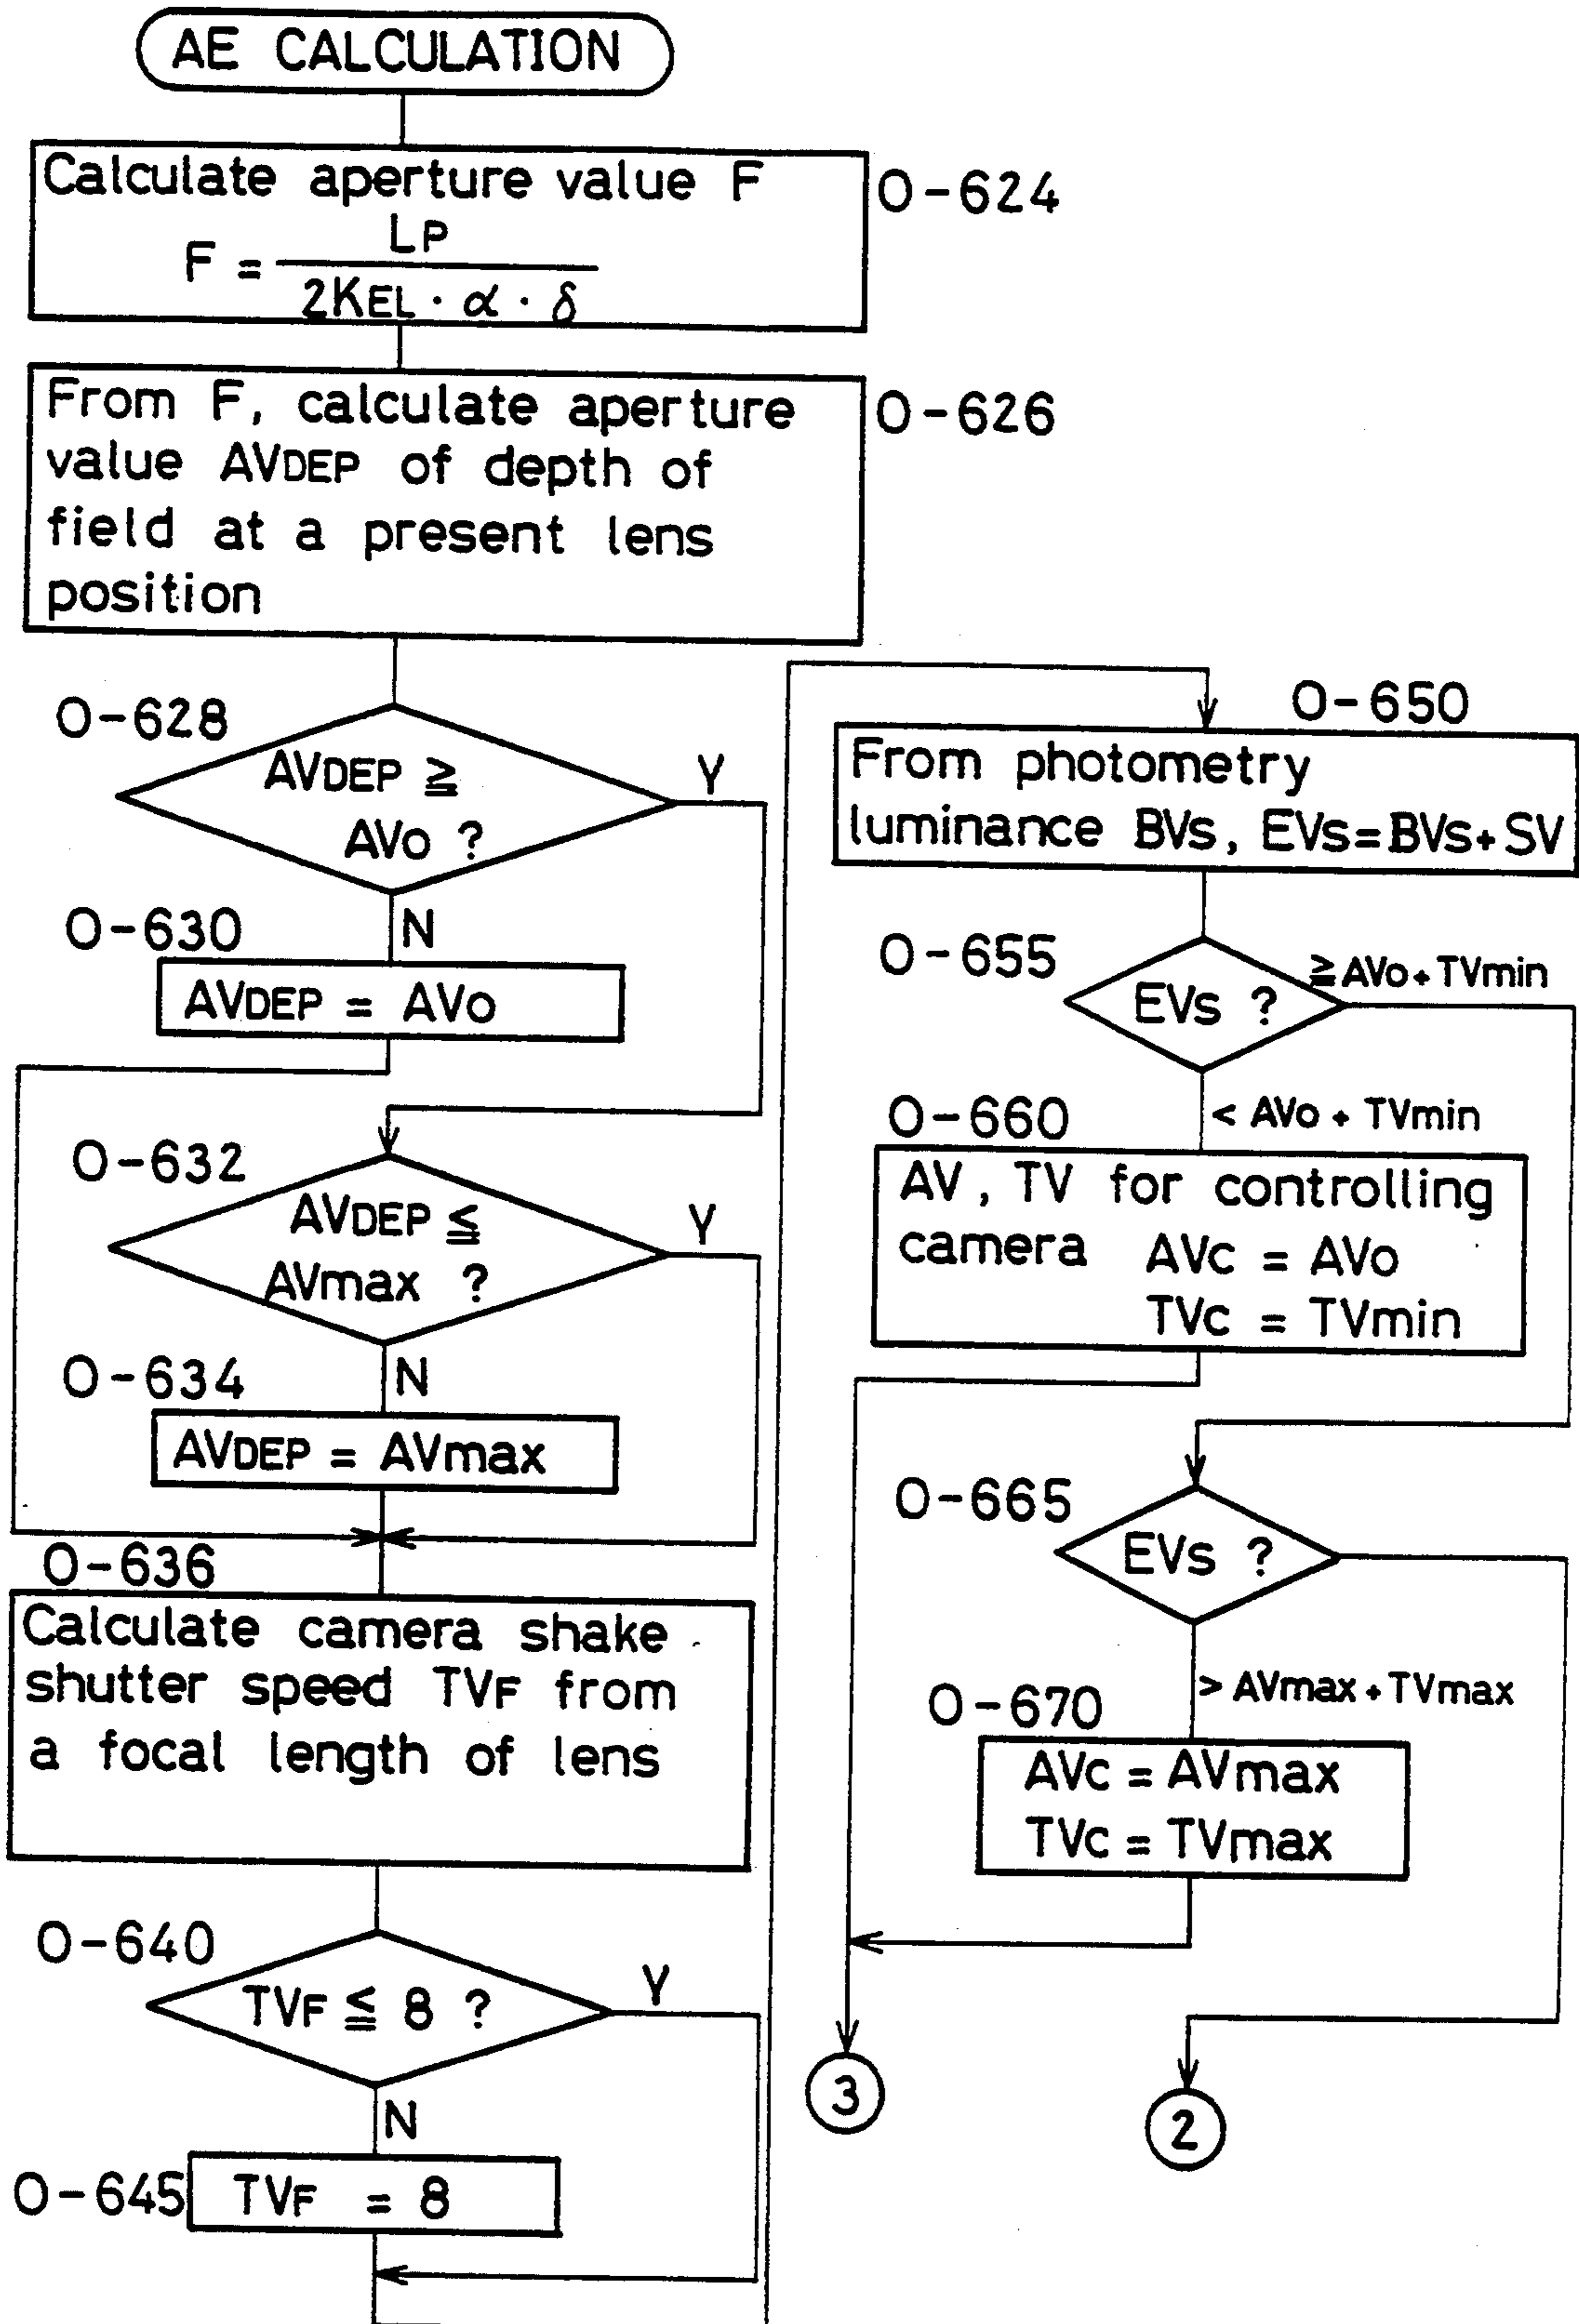 AE CALCULATION
Calculate aperture value F
F = LP / 2KEL · α · δ
O-624
From F, calculate aperture
value AVDEP of depth of
field at a present lens
position
O-626
O-628
AVDEP ≧
AVo ?
Y
N
O-630
AVDEP = AVo
O-632
AVDEP ≦
AVmax ?
Y
N
O-634
AVDEP = AVmax
O-636
Calculate camera shake
shutter speed TVF from
a focal length of lens
O-640
TVF ≦ 8 ?
Y
N
O-645
TVF = 8
O-650
From photometry
luminance BVs, EVs=BVs+SV
O-655
EVs ?
≧AVo+TVmin
< AVo + TVmin
O-660
AV, TV for controlling
camera AVc = AVo
TVc = TVmin
O-665
EVs ?
> AVmax+TVmax
O-670
AVc = AVmax
TVc = TVmax
3
2